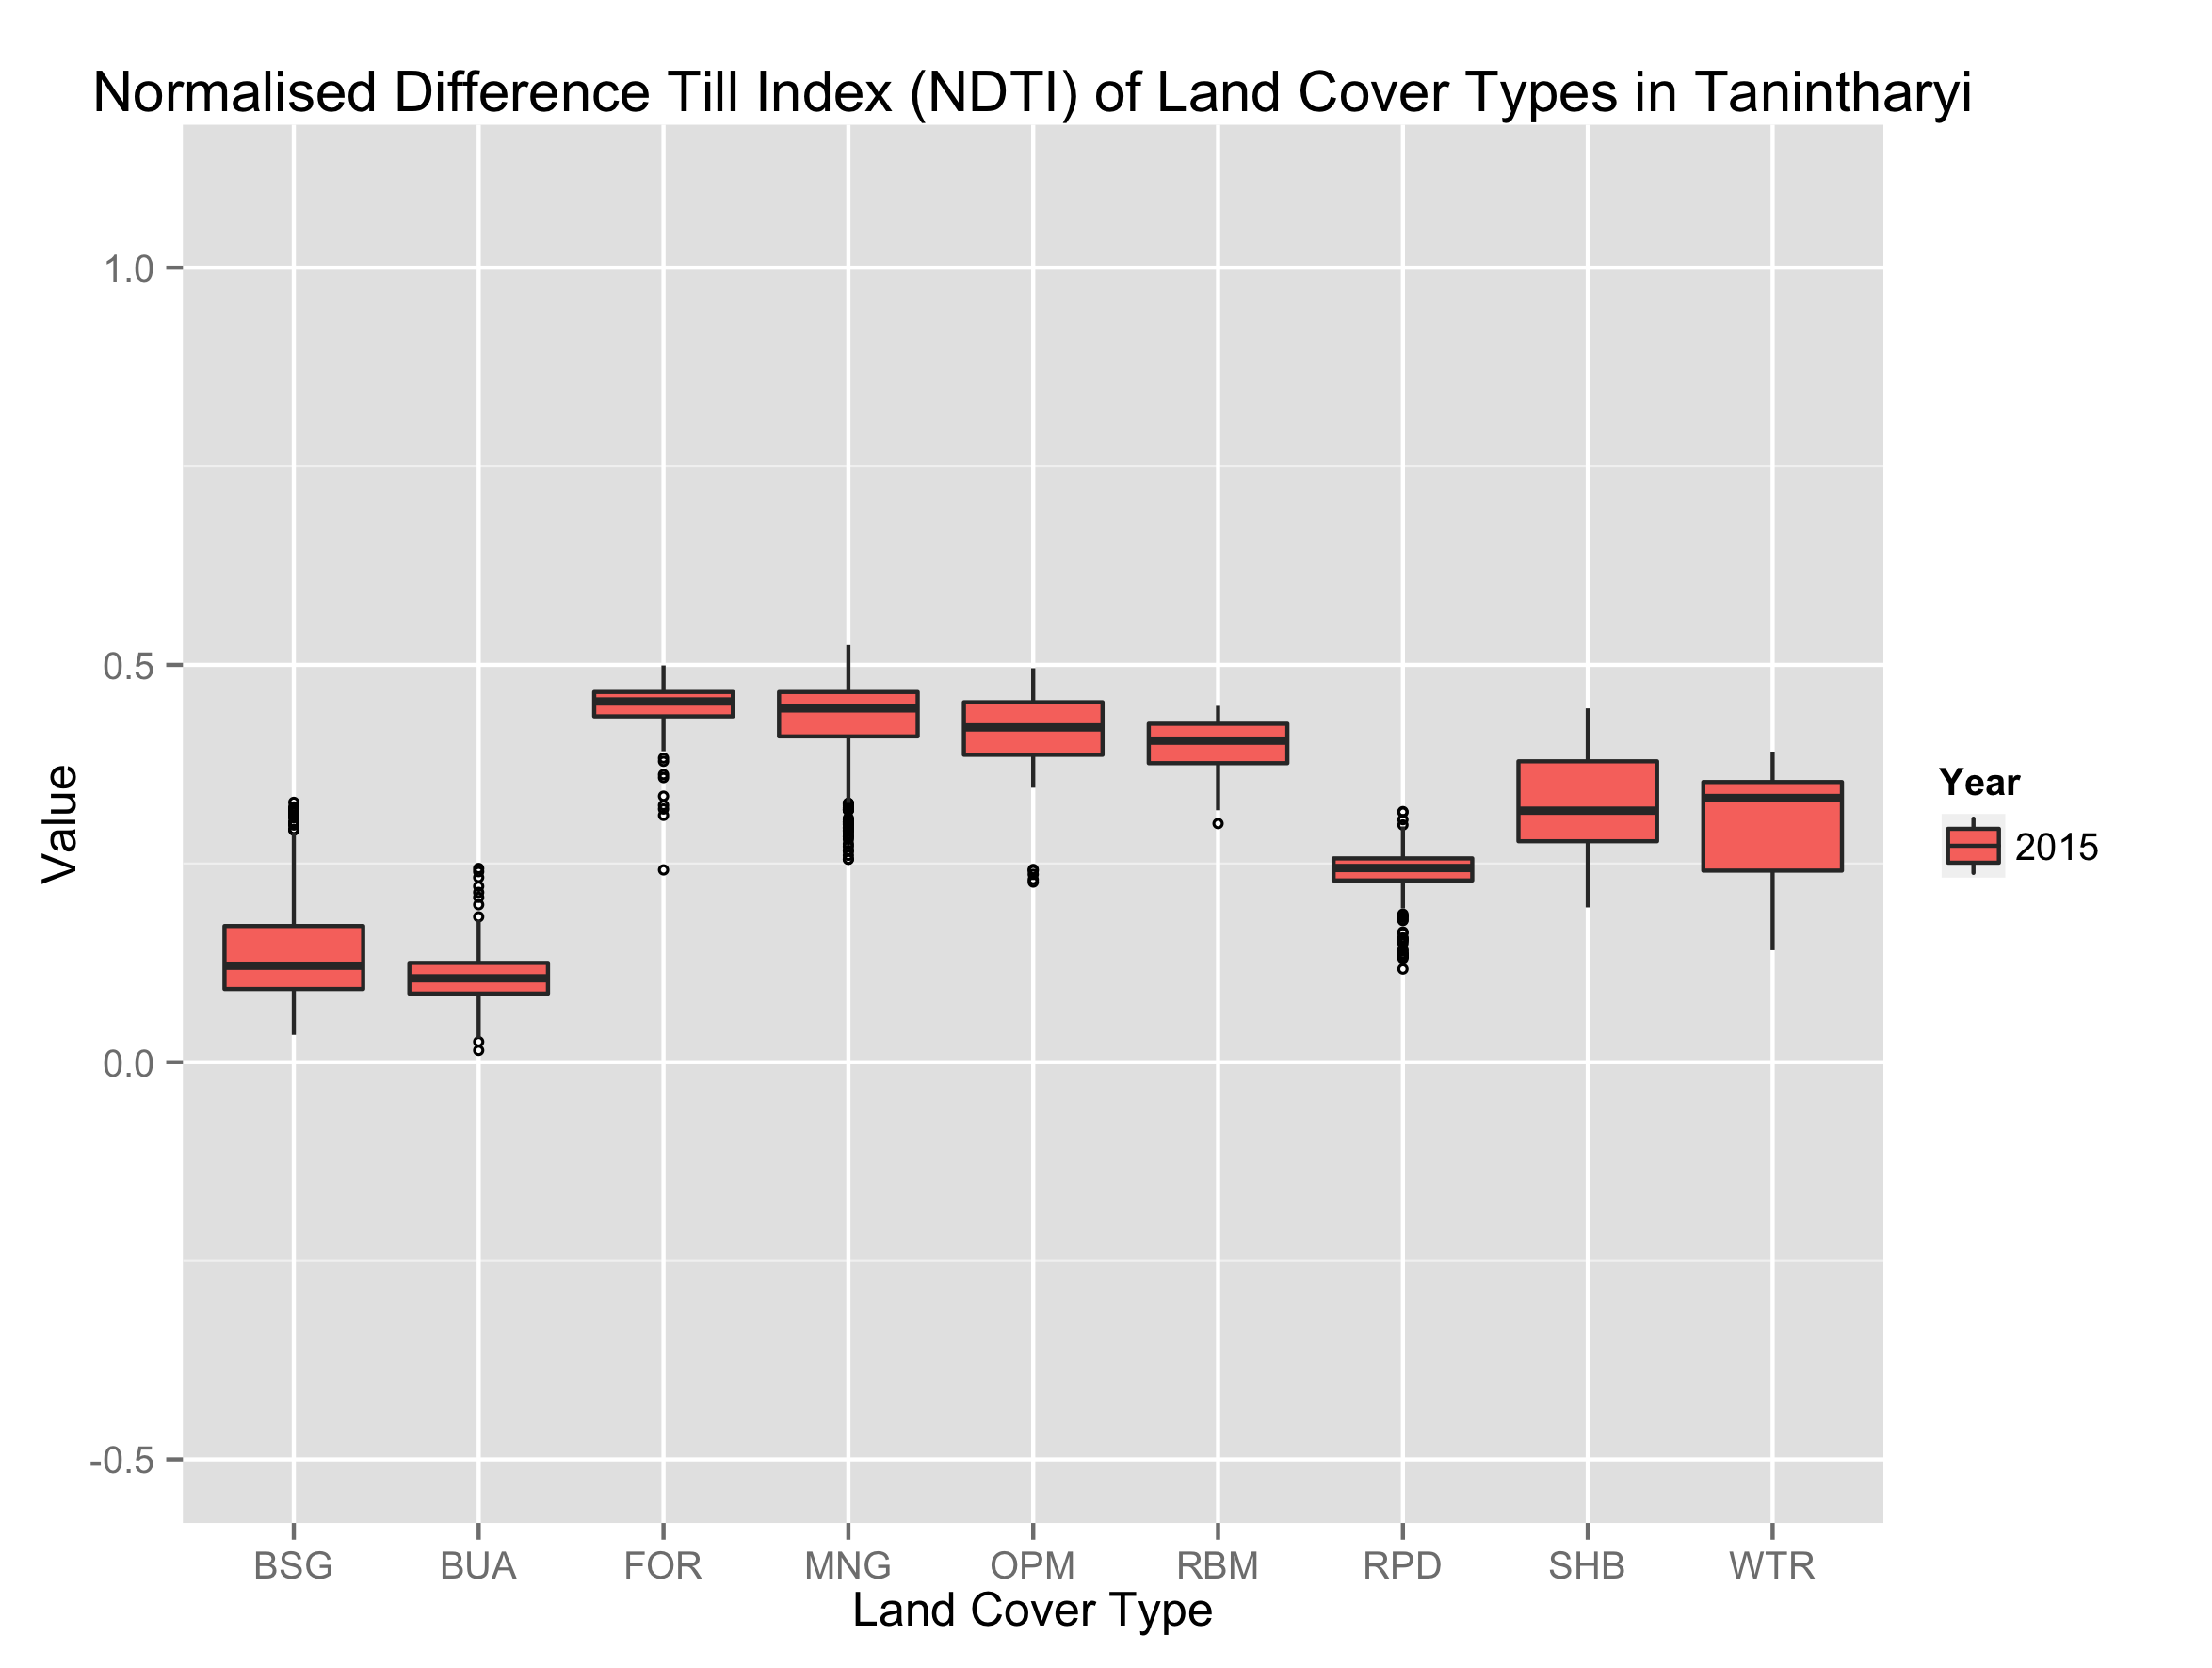 Normalised Difference Till Index (NDTI) of Land Cover Types in Tanintharyi
1.0
0.5
0.0
-0.5
Value
BSG BUA FOR MNG OPM RBM RPD SHB WTR
Land Cover Type
Year
2015